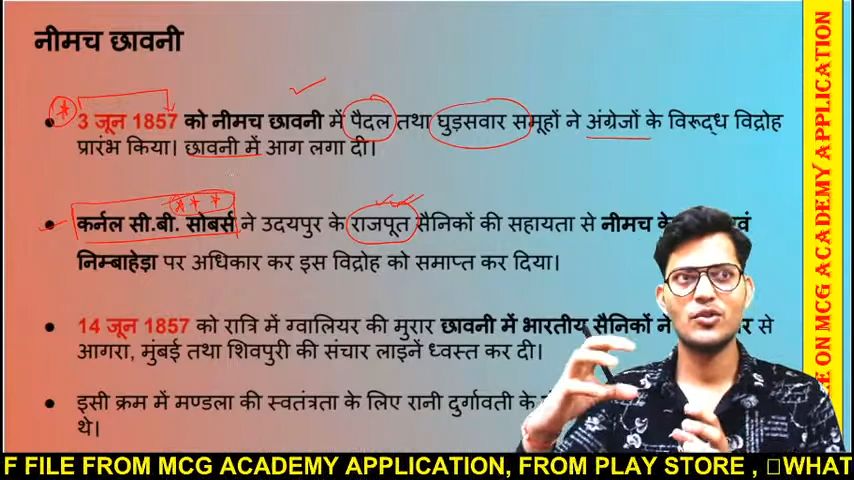 नीमच छावनी
3 जून 1857 को नीमच छावनी में पैदल तथा घुड़सवार समूहों ने अंग्रेजों के विरूद्ध विद्रोह
प्रारंभ किया। छावनी में आग लगा दी।
कर्नल सी.बी. सोबर्स ने उदयपुर के राजपूत सैनिकों की सहायता से नीमच
निम्बाहेड़ा पर अधिकार कर इस विद्रोह को समाप्त कर दिया।
14 जून 1857 को रात्रि में ग्वालियर की मुरार छावनी में भारतीय सैनिकों ने से
आगरा, मुंबई तथा शिवपुरी की संचार लाइनें ध्वस्त कर दी।
इसी क्रम में मण्डला की स्वतंत्रता के लिए रानी दुर्गावती के
थे।
F FILE FROM MCG ACADEMY APPLICATION, FROM PLAY STORE , WHAT
ON MCG ACADEMY APPLICATION